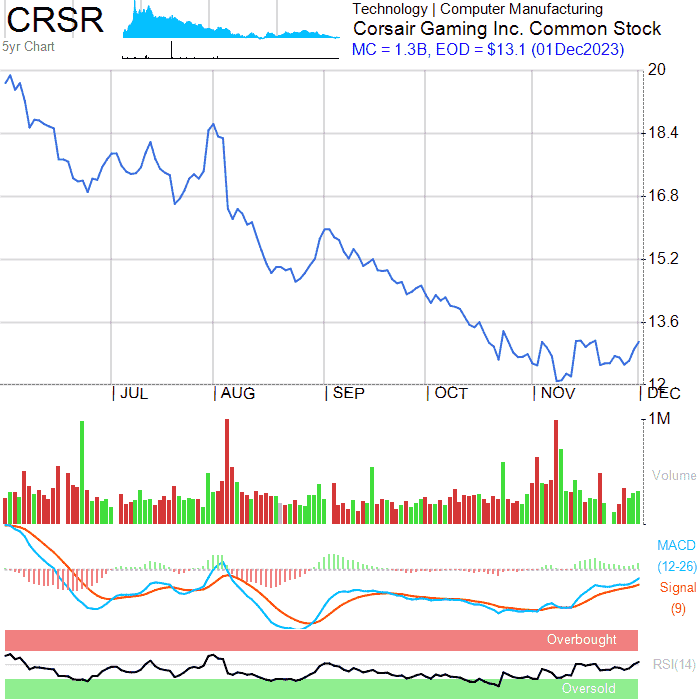 CRSR
5yr Chart
Technology | Computer Manufacturing
Corsair Gaming Inc. Common Stock
MC = 1.3B, EOD = $13.1 (01Dec2023)
20
18.4
16.8
15.2
13.6
12
JUL
AUG
SEP
OCT
NOV
DEC
1M
Volume
MACD
(12-26)
Signal
(9)
Overbought
RSI(14)
Oversold